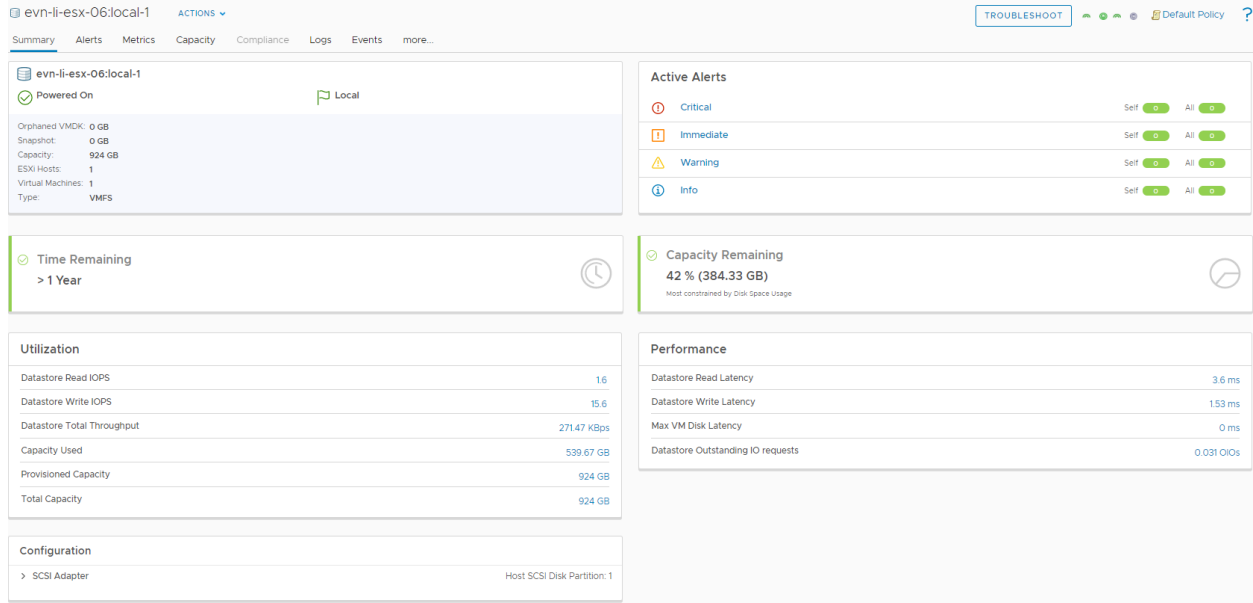 evn-li-esx-06:local-1 ACTIONS TROUBLESHOOT Default Policy ?
Summary Alerts Metrics Capacity Compliance Logs Events more...
evn-li-esx-06:local-1
Powered On Local
Orphaned VMDK: 0 GB
Snapshot: 0 GB
Capacity: 924 GB
ESXi Hosts: 1
Virtual Machines: 1
Type: VMFS
Active Alerts
Critical Self 0 All 0
Immediate Self 0 All 0
Warning Self 0 All 0
Info Self 0 All 0
Time Remaining
> 1 Year
Capacity Remaining
42 % (384.33 GB)
Most constrained by Disk Space Usage
Utilization
Datastore Read IOPS 1.6
Datastore Write IOPS 15.6
Datastore Total Throughput 271.47 KBps
Capacity Used 539.67 GB
Provisioned Capacity 924 GB
Total Capacity 924 GB
Performance
Datastore Read Latency 3.6 ms
Datastore Write Latency 1.53 ms
Max VM Disk Latency 0 ms
Datastore Outstanding IO requests 0.031 OIOs
Configuration
SCSI Adapter Host SCSI Disk Partition: 1